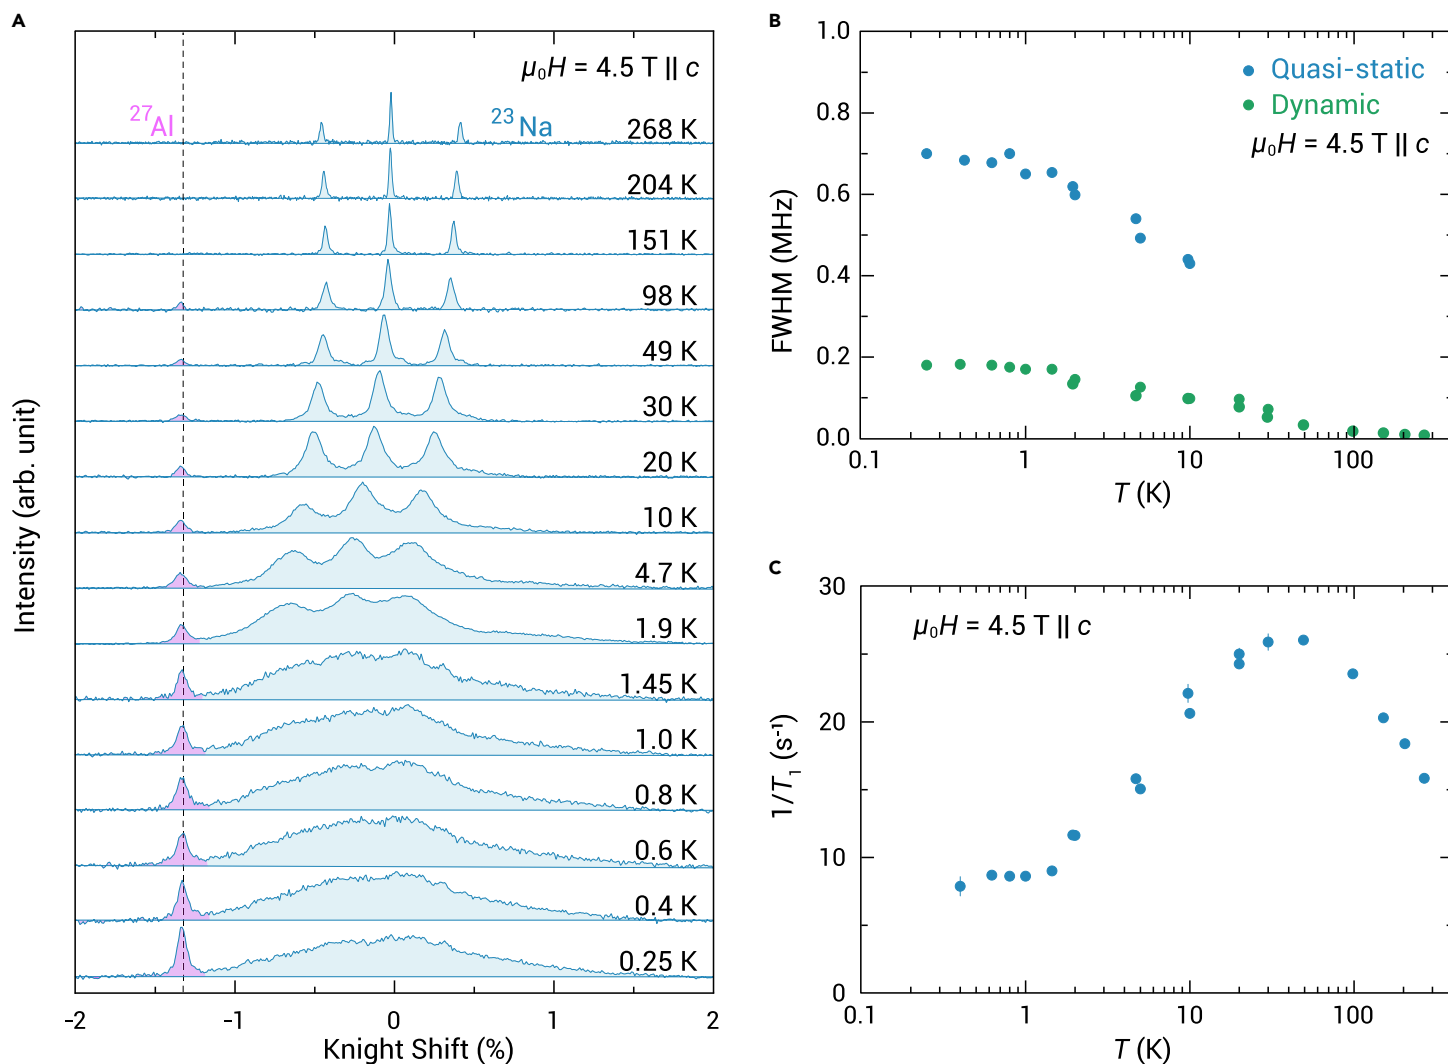 A
μ₀H = 4.5 T || c
²⁷Al
²³Na
268 K
204 K
151 K
98 K
49 K
30 K
20 K
10 K
4.7 K
1.9 K
1.45 K
1.0 K
0.8 K
0.6 K
0.4 K
0.25 K
Intensity (arb. unit)
−2 −1 0 1 2
Knight Shift (%)
B
1.0
0.8
0.6
0.4
0.2
0.0
FWHM (MHz)
Quasi-static
Dynamic
μ₀H = 4.5 T || c
0.1 1 10 100
T (K)
C
30
20
10
0
1/T₁ (s⁻¹)
μ₀H = 4.5 T || c
0.1 1 10 100
T (K)